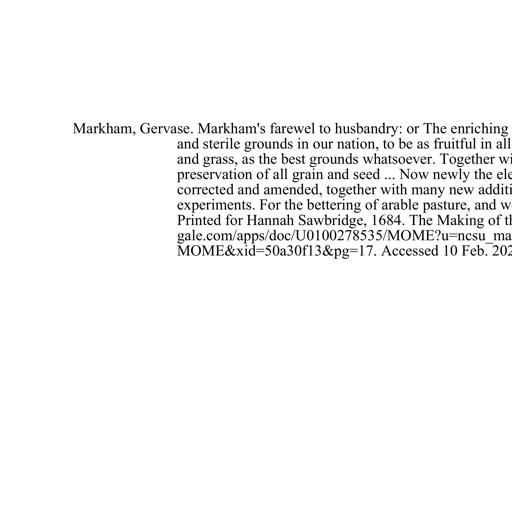 Markham, Gervase. Markham's farewel to husbandry: or The enriching
and sterile grounds in our nation, to be as fruitful in all
and grass, as the best grounds whatsoever. Together
preservation of all grain and seed ... Now newly the
corrected and amended, together with many new
experiments. For the bettering of arable pasture, and
Printed for Hannah Sawbridge, 1684. The Making of
gale.com/apps/doc/U0100278535/MOME?u=ncsu_ma
MOME&xid=50a30f13&pg=17. Accessed 10 Feb. 202